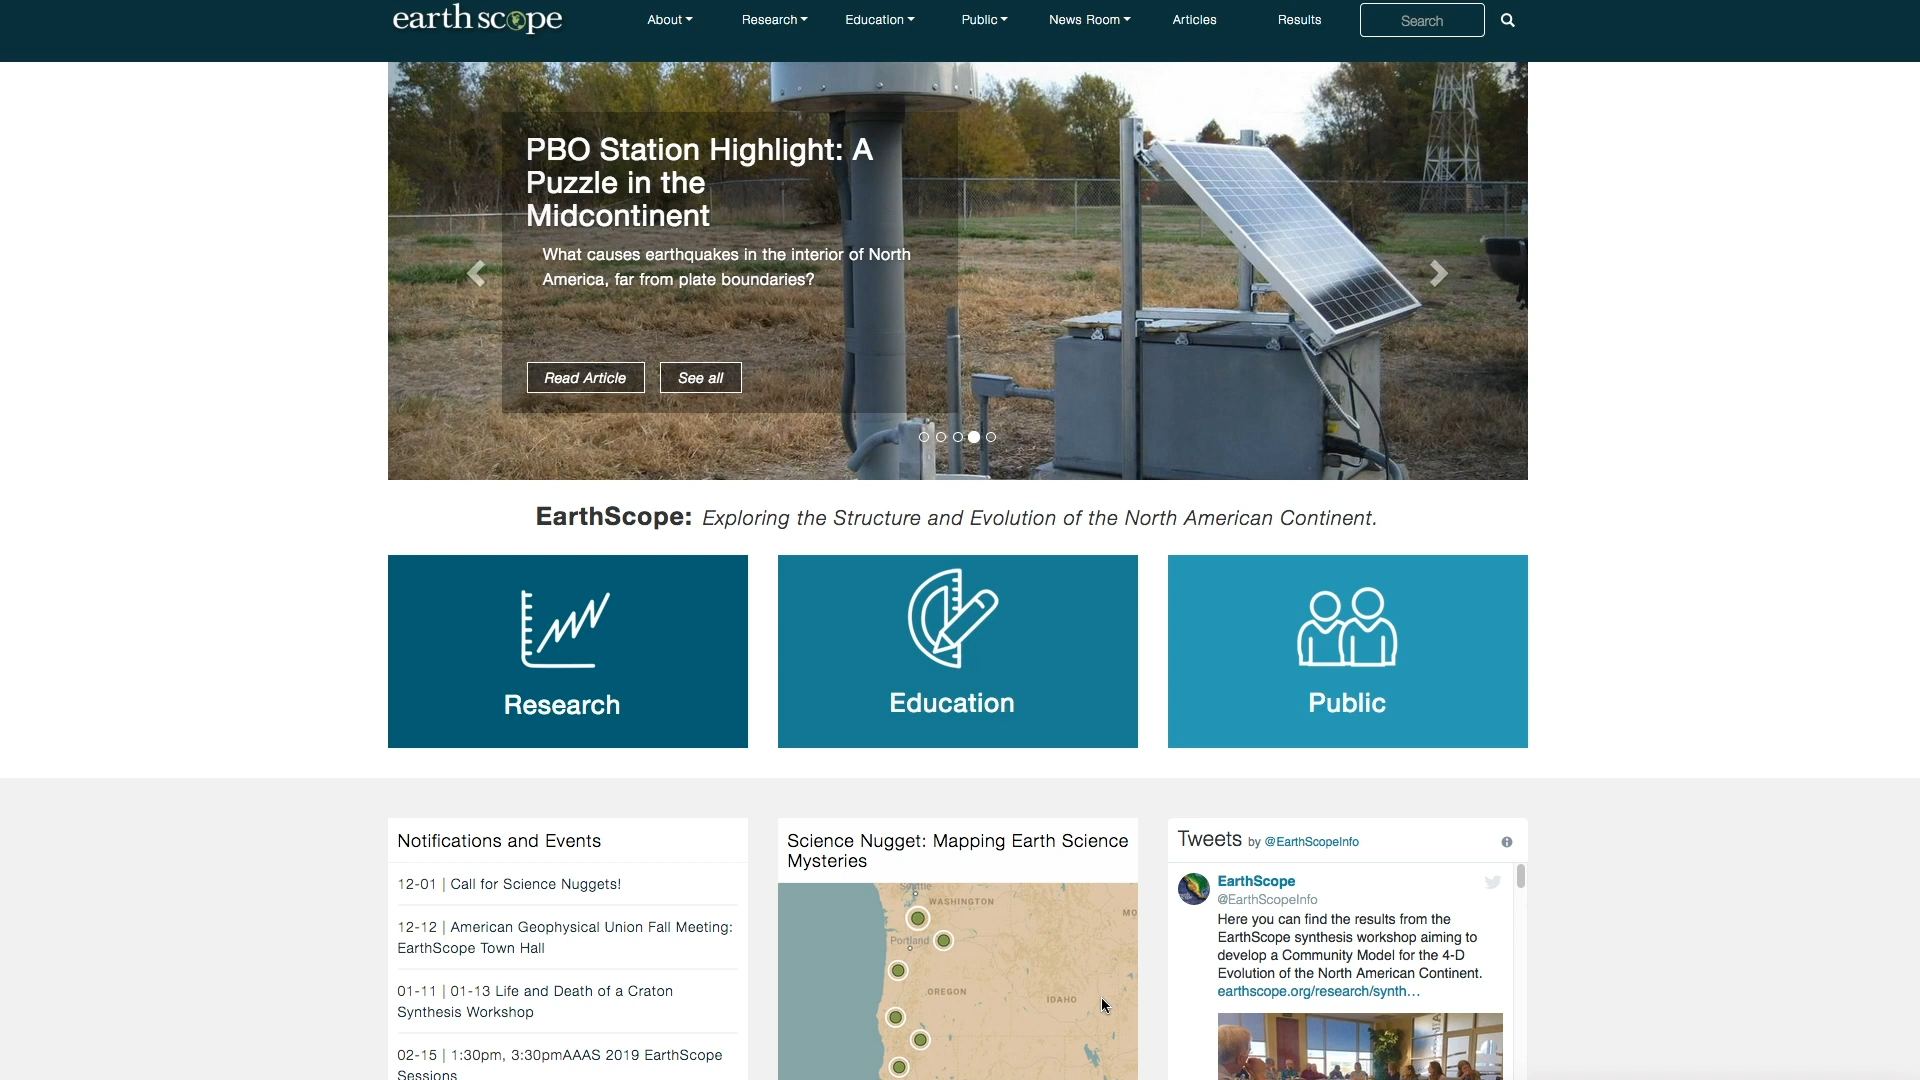 earth scope
About Research Education Public News Room Articles Results Search
PBO Station Highlight: A
Puzzle in the
Midcontinent
What causes earthquakes in the interior of North
America, far from plate boundaries?
Read Article See all
EarthScope: Exploring the Structure and Evolution of the North American Continent.
Research
Education
Public
Notifications and Events
12-01 | Call for Science Nuggets!
12-12 | American Geophysical Union Fall Meeting:
EarthScope Town Hall
01-11 | 01-13 Life and Death of a Craton
Synthesis Workshop
02-15 | 1:30pm, 3:30pmAAAS 2019 EarthScope
Sessions
Science Nugget: Mapping Earth Science
Mysteries
Seattle
WASHINGTON
MO
Portland
OREGON
IDAHO
Tweets by @EarthScopeInfo
EarthScope
@EarthScopeInfo
Here you can find the results from the
EarthScope synthesis workshop aiming to
develop a Community Model for the 4-D
Evolution of the North American Continent.
earthscope.org/research/synth…